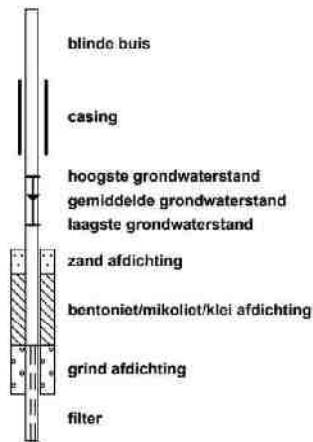 blinde buis
casing
hoogste grondwaterstand
gemiddelde grondwaterstand
laagste grondwaterstand
zand afdichting
bentoniet/mikoliet/klei afdichting
grind afdichting
filter